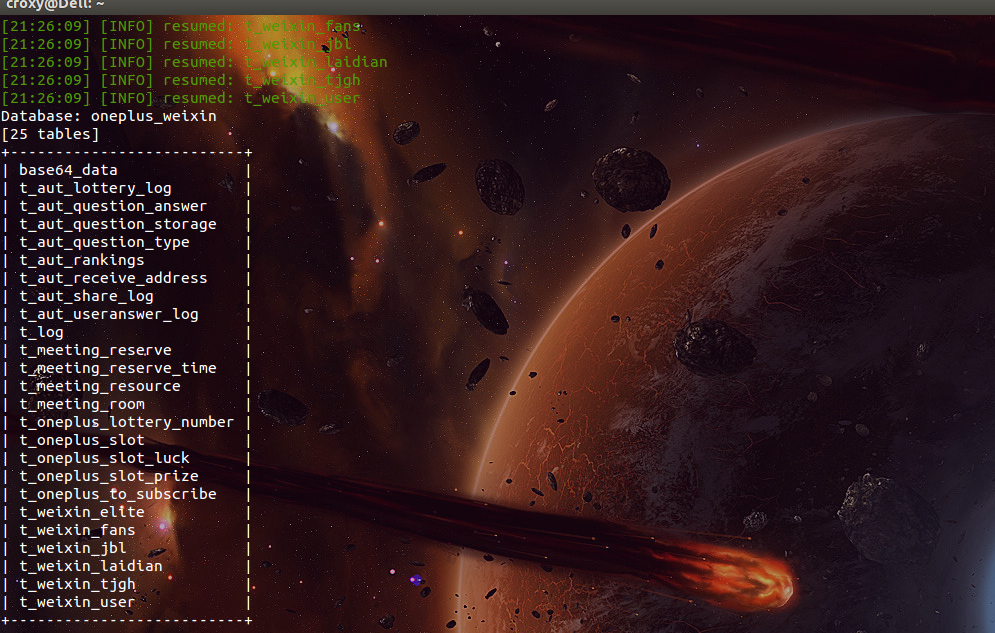 croxy@Dell: ~
[21:26:09] [INFO] resumed: t_weixin_fans
[21:26:09] [INFO] resumed: t_weixin_jbl
[21:26:09] [INFO] resumed: t_weixin_laidian
[21:26:09] [INFO] resumed: t_weixin_tjgh
[21:26:09] [INFO] resumed: t_weixin_user
Database: oneplus_weixin
[25 tables]
+--------------------------+
| base64_data              |
| t_aut_lottery_log        |
| t_aut_question_answer    |
| t_aut_question_storage   |
| t_aut_question_type      |
| t_aut_rankings           |
| t_aut_receive_address    |
| t_aut_share_log          |
| t_aut_useranswer_log     |
| t_log                    |
| t_meeting_reserve        |
| t_meeting_reserve_time   |
| t_meeting_resource       |
| t_meeting_room           |
| t_oneplus_lottery_number |
| t_oneplus_slot           |
| t_oneplus_slot_luck      |
| t_oneplus_slot_prize     |
| t_oneplus_to_subscribe   |
| t_weixin_elite           |
| t_weixin_fans            |
| t_weixin_jbl             |
| t_weixin_laidian         |
| t_weixin_tjgh            |
| t_weixin_user            |
+--------------------------+